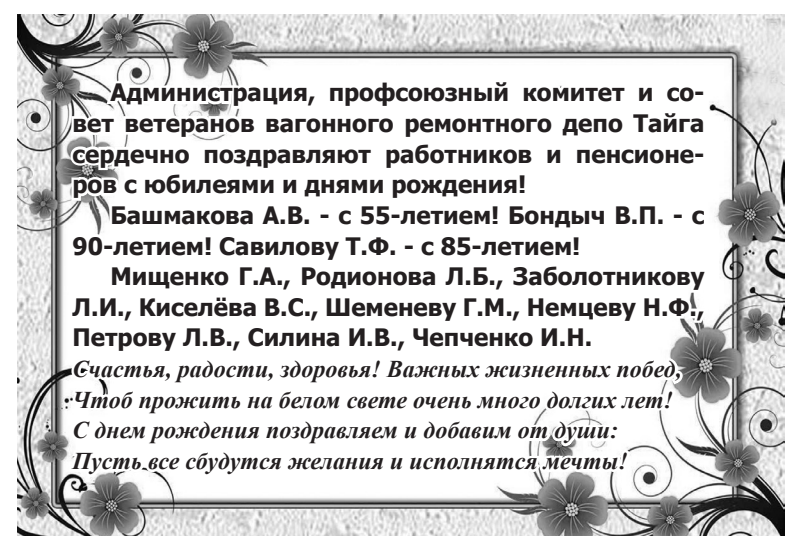 Администрация, профсоюзный комитет и со-
вет ветеранов вагонного ремонтного депо Тайга
сердечно поздравляют работников и пенсионе-
ров с юбилеями и днями рождения!
Башмакова А.В. - с 55-летием! Бондыч В.П. - с
90-летием! Савилову Т.Ф. - с 85-летием!
Мищенко Г.А., Родионова Л.Б., Заболотникову
Л.И., Киселёва В.С., Шеменеву Г.М., Немцеву Н.Ф.,
Петрову Л.В., Силина И.В., Чепченко И.Н.
Счастья, радости, здоровья! Важных жизненных побед,
Чтоб прожить на белом свете очень много долгих лет!
С днем рождения поздравляем и добавим от души:
Пусть все сбудутся желания и исполнятся мечты!